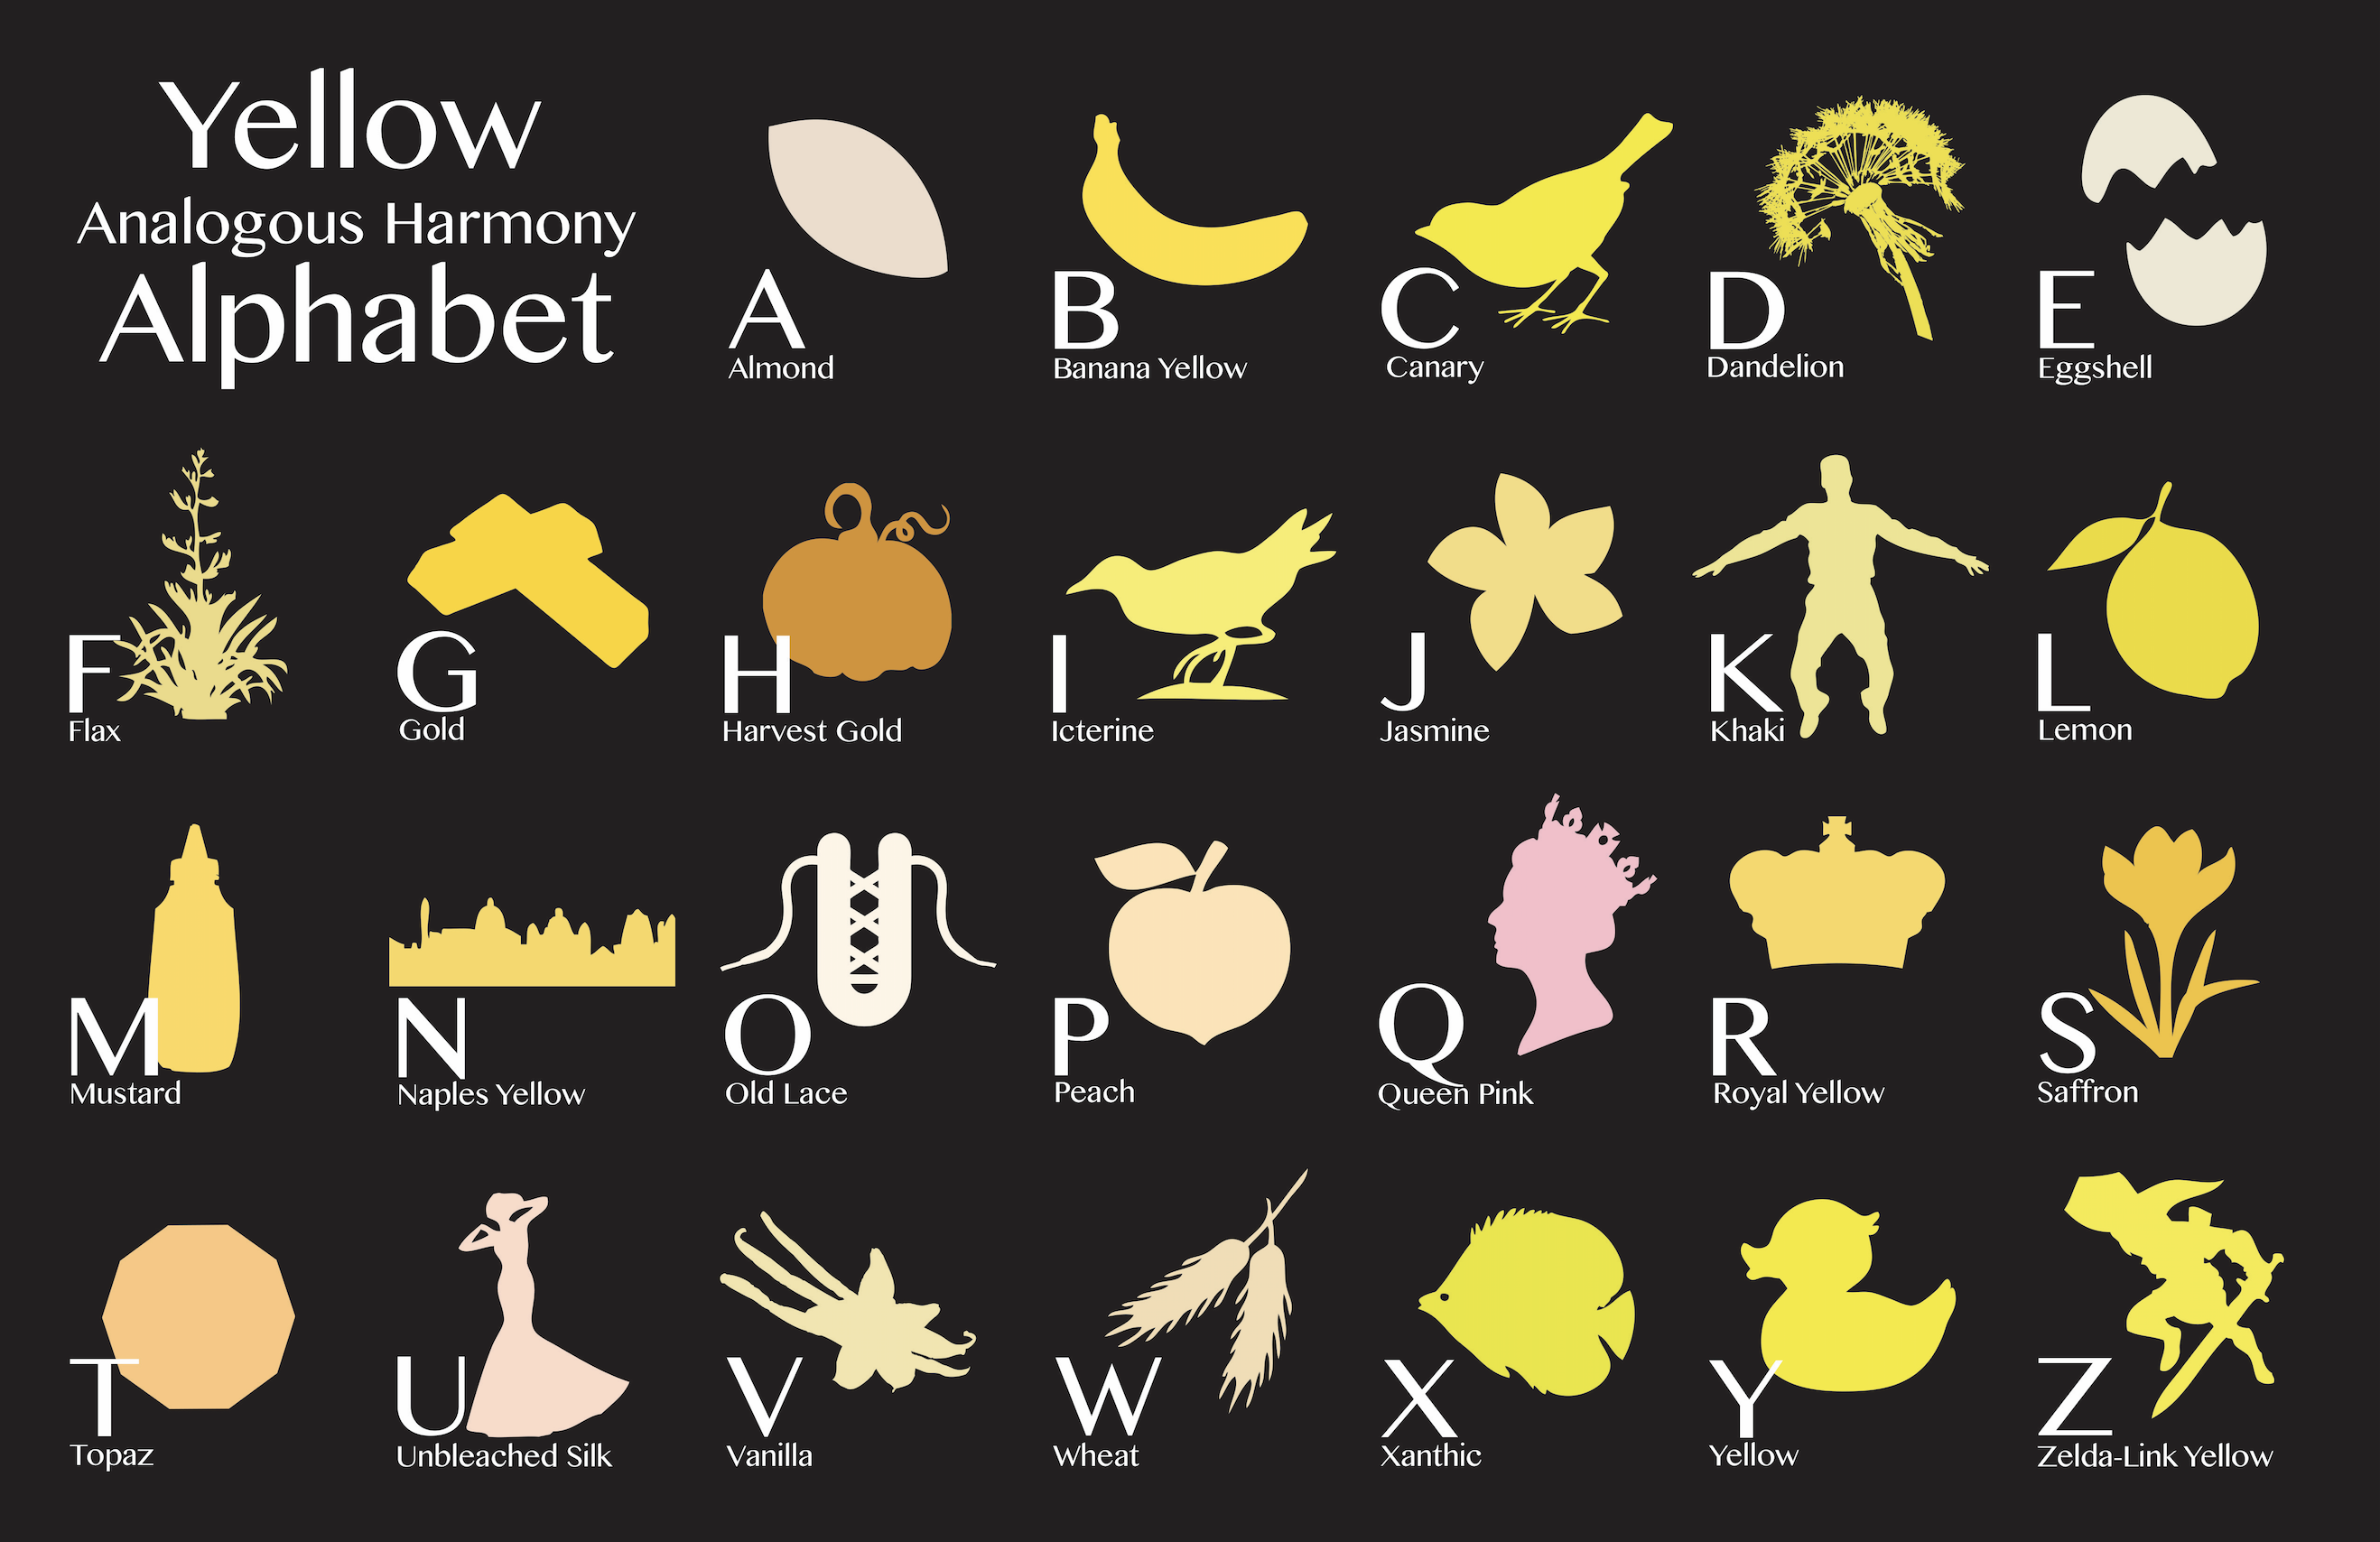 Yellow
Analogous Harmony
Alphabet
A
Almond
B
Banana Yellow
C
Canary
D
Dandelion
E
Eggshell
F
Flax
G
Gold
H
Harvest Gold
I
Icterine
J
Jasmine
K
Khaki
L
Lemon
M
Mustard
N
Naples Yellow
O
Old Lace
P
Peach
Q
Queen Pink
R
Royal Yellow
S
Saffron
T
Topaz
U
Unbleached Silk
V
Vanilla
W
Wheat
X
Xanthic
Y
Yellow
Z
Zelda-Link Yellow